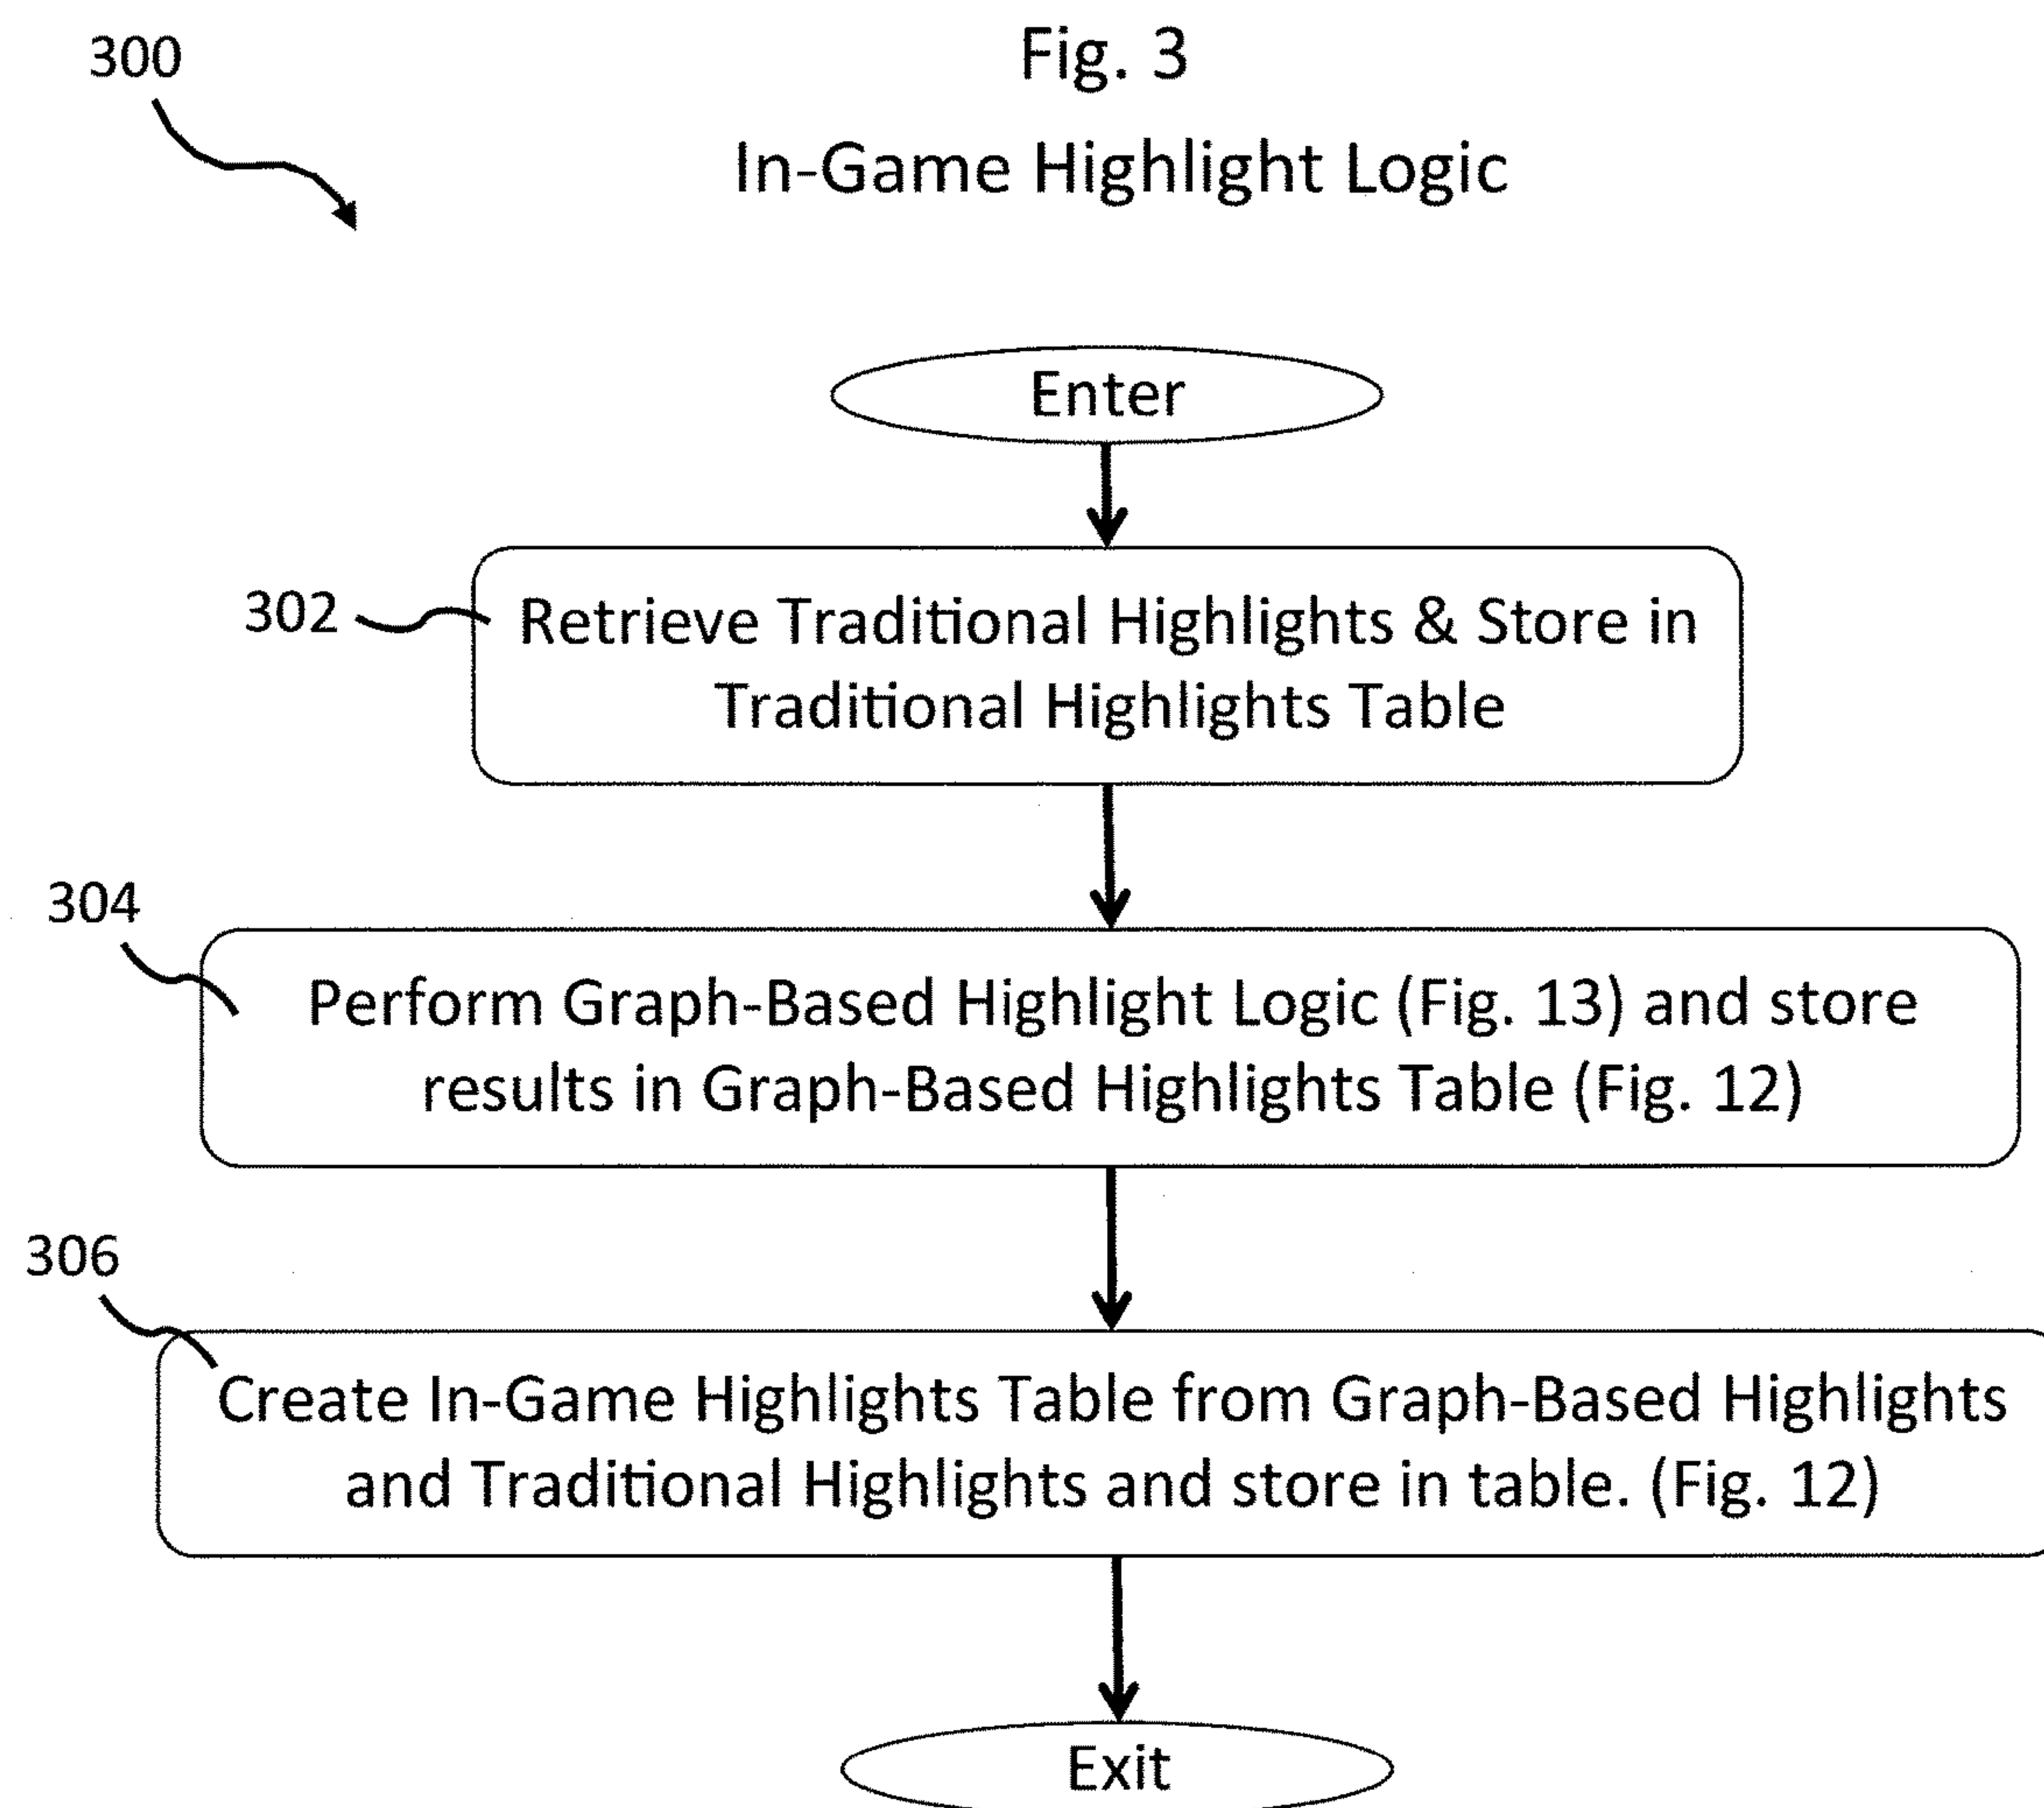 300
Fig. 3
In-Game Highlight Logic
Enter
302
Retrieve Traditional Highlights & Store in
Traditional Highlights Table
304
Perform Graph-Based Highlight Logic (Fig. 13) and store
results in Graph-Based Highlights Table (Fig. 12)
306
Create In-Game Highlights Table from Graph-Based Highlights
and Traditional Highlights and store in table. (Fig. 12)
Exit